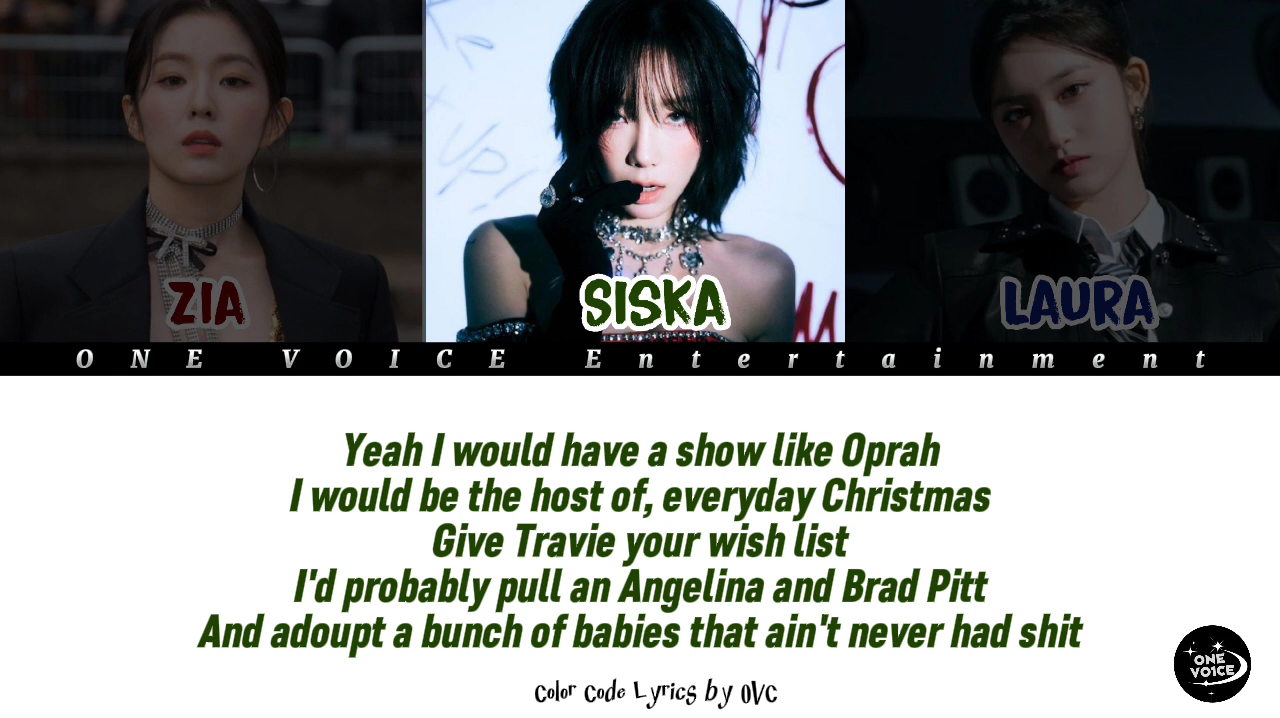 ZIA
SISKA
LAURA
ONE VOICE Entertainment
Yeah I would have a show like Oprah
I would be the host of, everyday Christmas
Give Travie your wish list
I'd probably pull an Angelina and Brad Pitt
And adoupt a bunch of babies that ain't never had shit
Color Code Lyrics by OVC
ONE
VO1CE